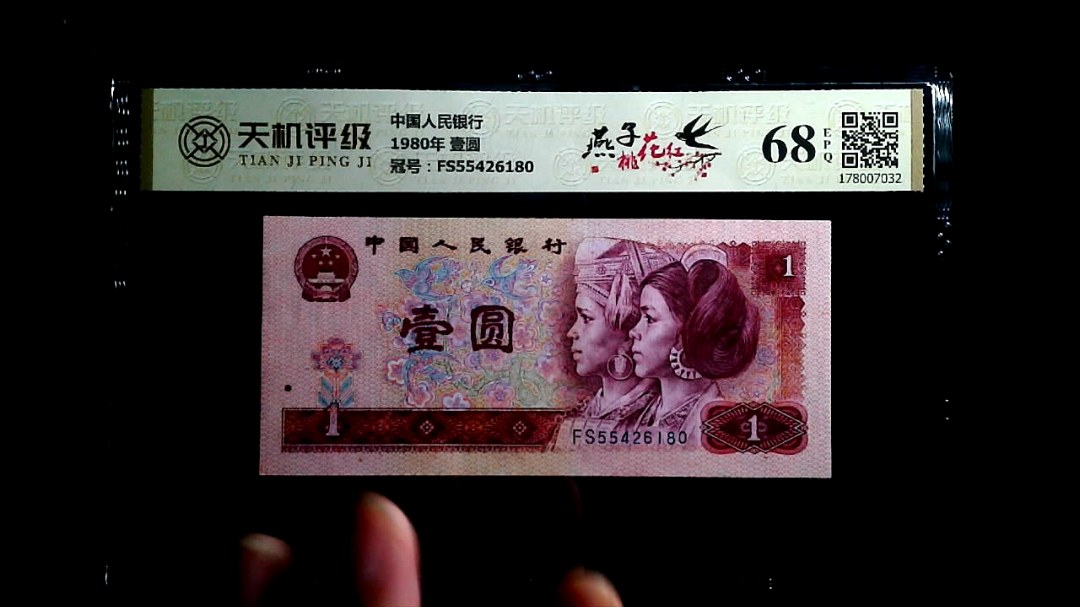 天机评级
TIAN JI PING JI
中国人民银行
1980年 壹圆
冠号：FS55426180
燕子
桃花红
68
EPQ
178007032
中国人民银行
1
壹圆
1
FS55426180
1